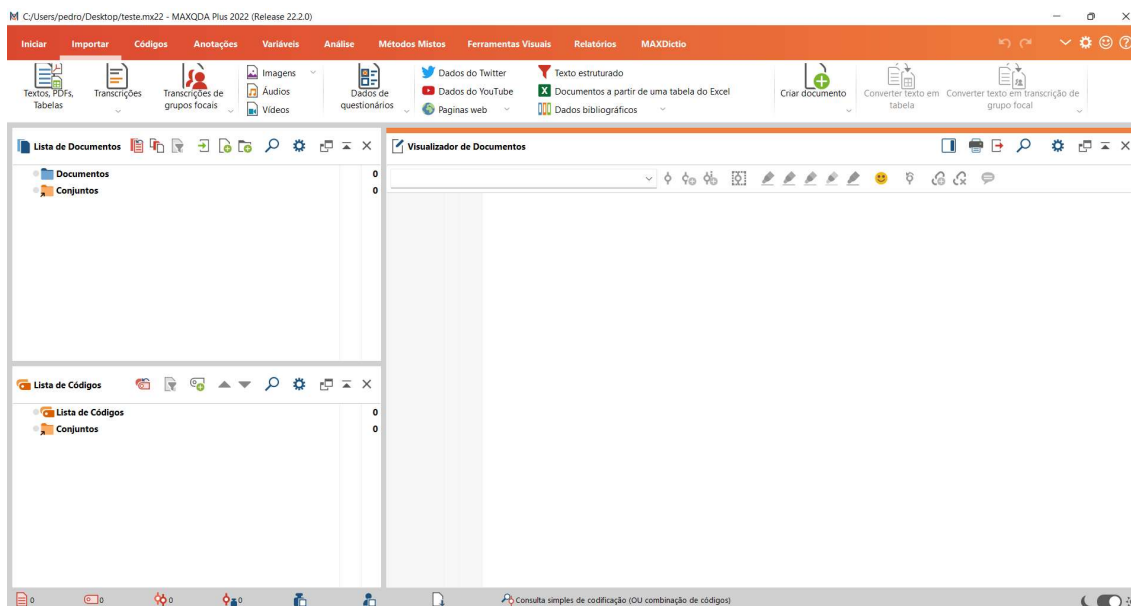 C:/Users/pedro/Desktop/teste.mx22 - MAXQDA Plus 2022 (Release 22.2.0)
Iniciar Importar Códigos Anotações Variáveis Análise Métodos Mistos Ferramentas Visuais Relatórios MAXDictio
Textos, PDFs, Tabelas
Transcrições
Transcrições de grupos focais
Imagens
Áudios
Vídeos
Dados de questionários
Dados do Twitter
Dados do YouTube
Paginas web
Texto estruturado
Documentos a partir de uma tabela do Excel
Dados bibliográficos
Criar documento
Converter texto em tabela
Converter texto em transcrição de grupo focal
Lista de Documentos
Documentos 0
Conjuntos 0
Visualizador de Documentos
Lista de Códigos
Lista de Códigos 0
Conjuntos 0
0 0 0 0 Consulta simples de codificação (OU combinação de códigos)